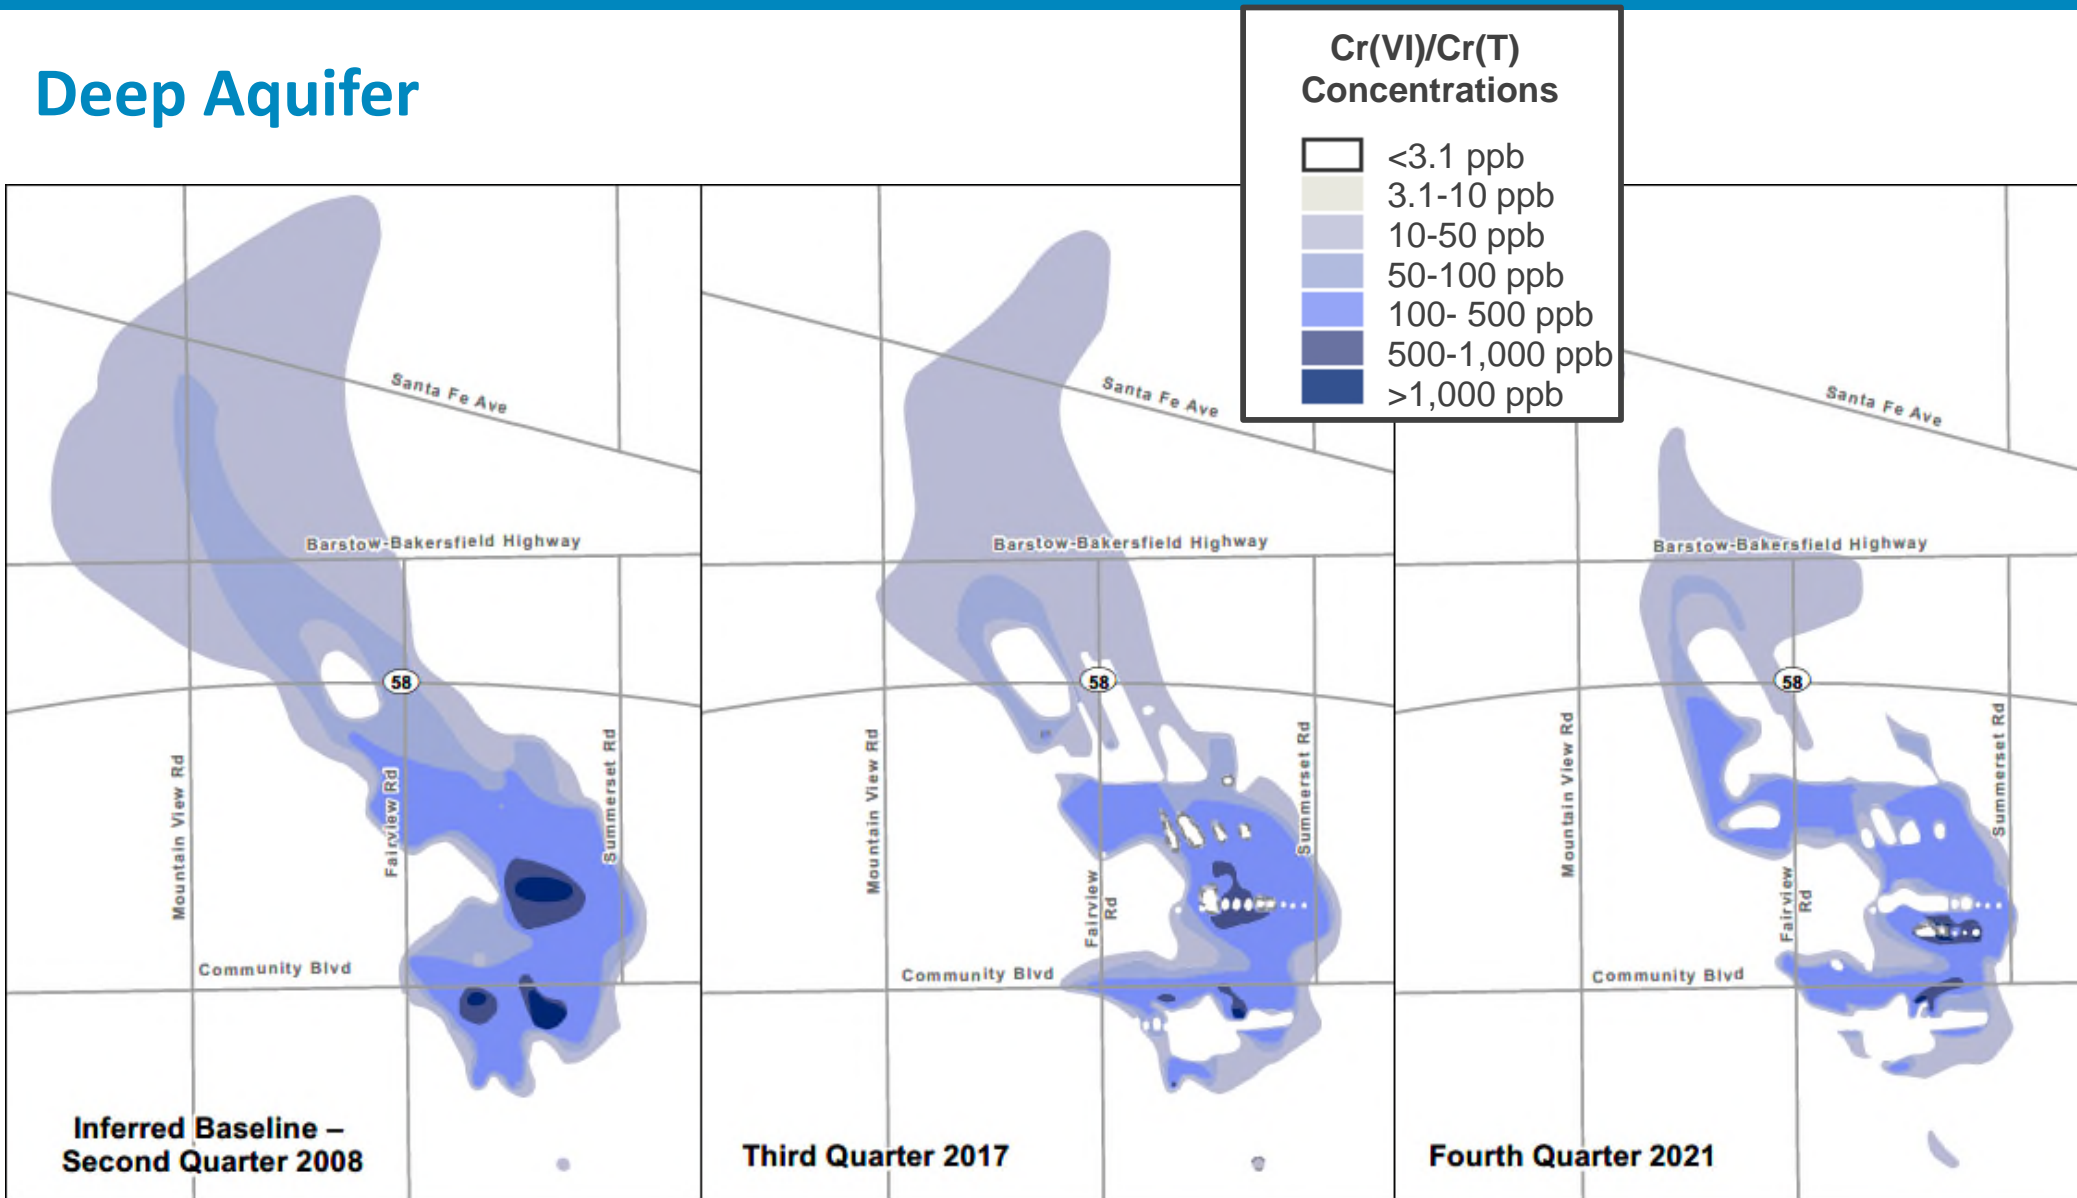 Deep Aquifer
Cr(VI)/Cr(T)
Concentrations
<3.1 ppb
3.1-10 ppb
10-50 ppb
50-100 ppb
100- 500 ppb
500-1,000 ppb
>1,000 ppb
Santa Fe Ave
Barstow-Bakersfield Highway
58
Mountain View Rd
Fairview Rd
Summerset Rd
Community Blvd
Inferred Baseline –
Second Quarter 2008
Santa Fe Ave
Barstow-Bakersfield Highway
58
Mountain View Rd
Fairview
Rd
Summerset Rd
Community Blvd
Third Quarter 2017
Santa Fe Ave
Barstow-Bakersfield Highway
58
Mountain View Rd
Fairview
Rd
Summerset Rd
Community Blvd
Fourth Quarter 2021